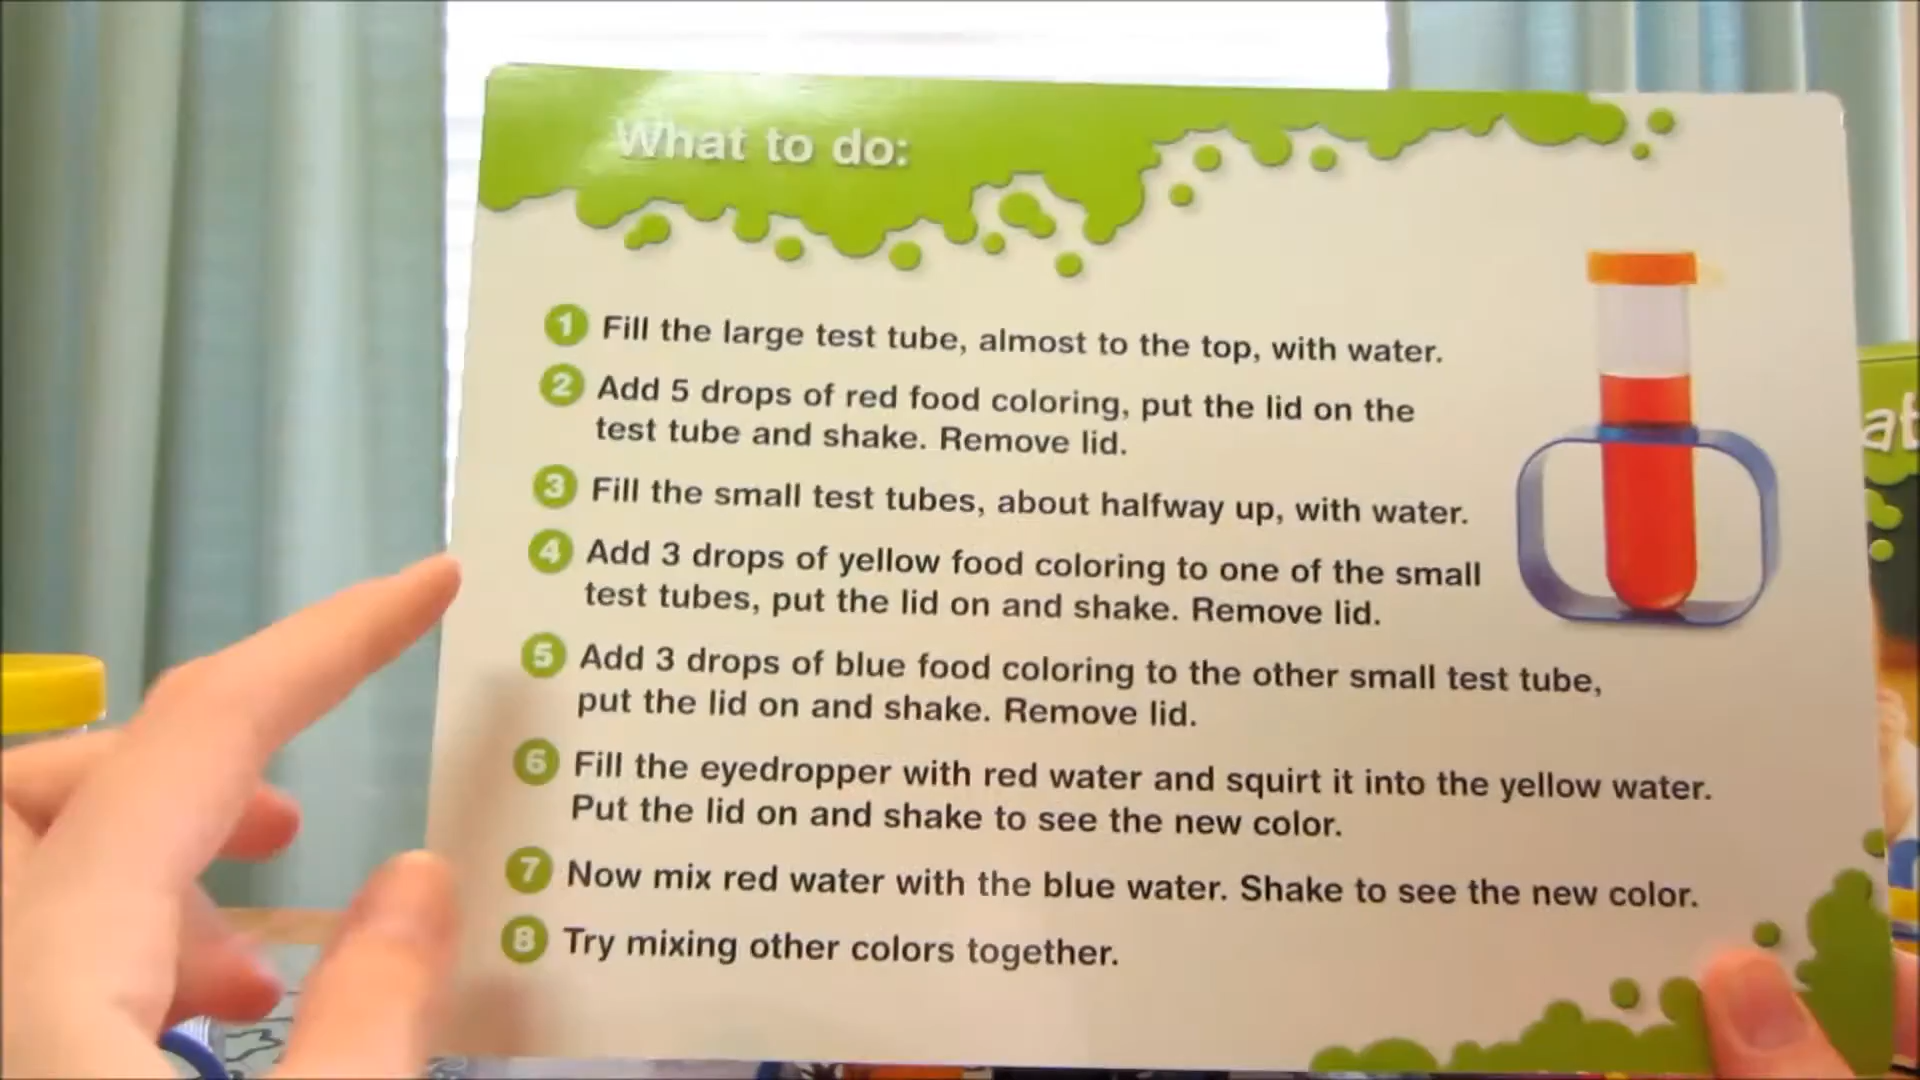 What to do:
1 Fill the large test tube, almost to the top, with water.
2 Add 5 drops of red food coloring, put the lid on the
test tube and shake. Remove lid.
3 Fill the small test tubes, about halfway up, with water.
4 Add 3 drops of yellow food coloring to one of the small
test tubes, put the lid on and shake. Remove lid.
5 Add 3 drops of blue food coloring to the other small test tube,
put the lid on and shake. Remove lid.
6 Fill the eyedropper with red water and squirt it into the yellow water.
Put the lid on and shake to see the new color.
7 Now mix red water with the blue water. Shake to see the new color.
8 Try mixing other colors together.